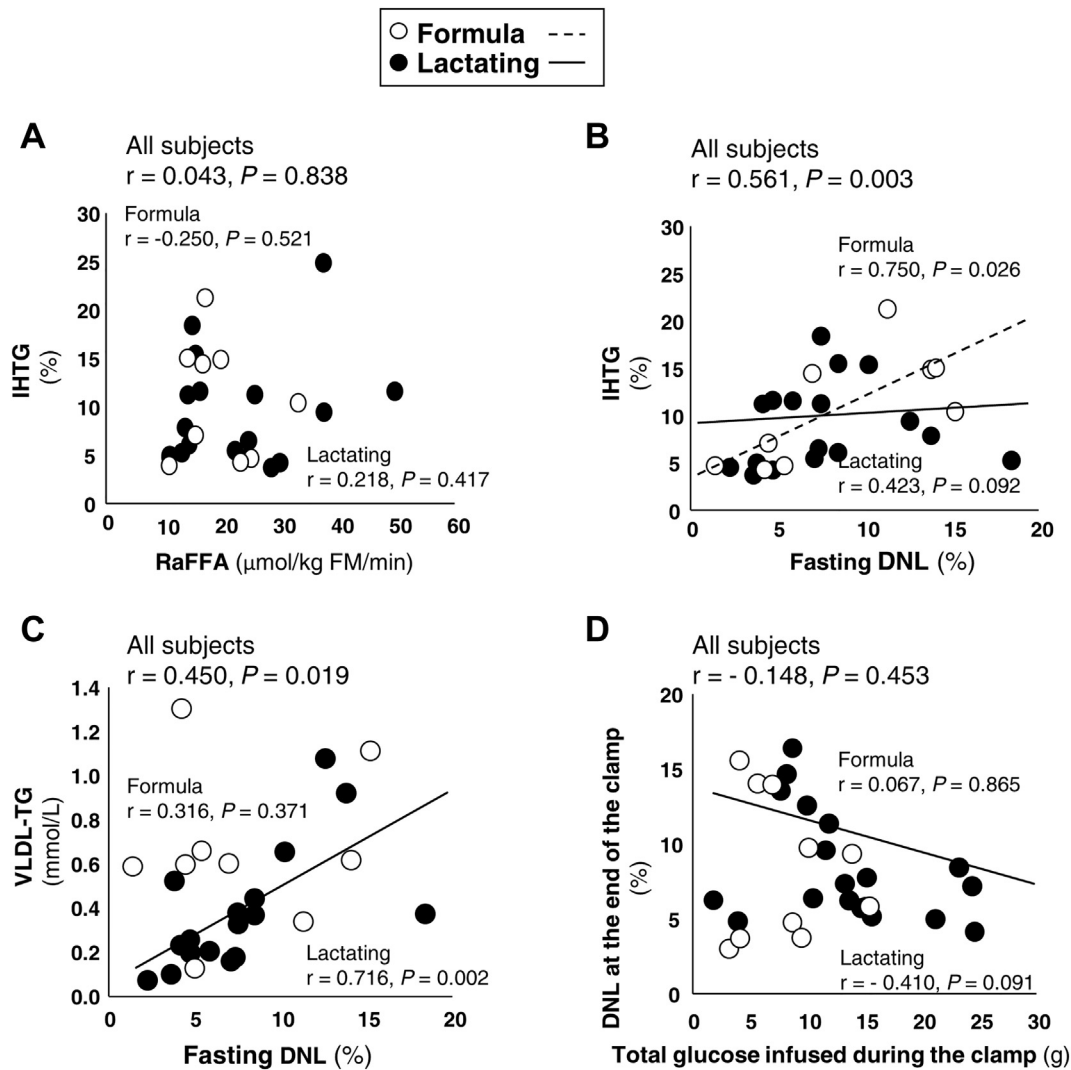 Formula
Lactating
A
All subjects
r = 0.043, P = 0.838
Formula
r = -0.250, P = 0.521
30
25
20
15
10
5
0
IHTG
(%)
Lactating
r = 0.218, P = 0.417
0 10 20 30 40 50 60
RaFFA (μmol/kg FM/min)
B
All subjects
r = 0.561, P = 0.003
Formula
r = 0.750, P = 0.026
30
25
20
15
10
5
0
IHTG
(%)
Lactating
r = 0.423, P = 0.092
0 5 10 15 20
Fasting DNL (%)
C
All subjects
r = 0.450, P = 0.019
1.4
1.2
1.0
0.8
0.6
0.4
0.2
0.0
VLDL-TG
(mmol/L)
Formula
r = 0.316, P = 0.371
Lactating
r = 0.716, P = 0.002
0 5 10 15 20
Fasting DNL (%)
D
All subjects
r = - 0.148, P = 0.453
20
15
10
5
0
DNL at the end of the clamp
(%)
Formula
r = 0.067, P = 0.865
Lactating
r = - 0.410, P = 0.091
0 5 10 15 20 25 30
Total glucose infused during the clamp (g)